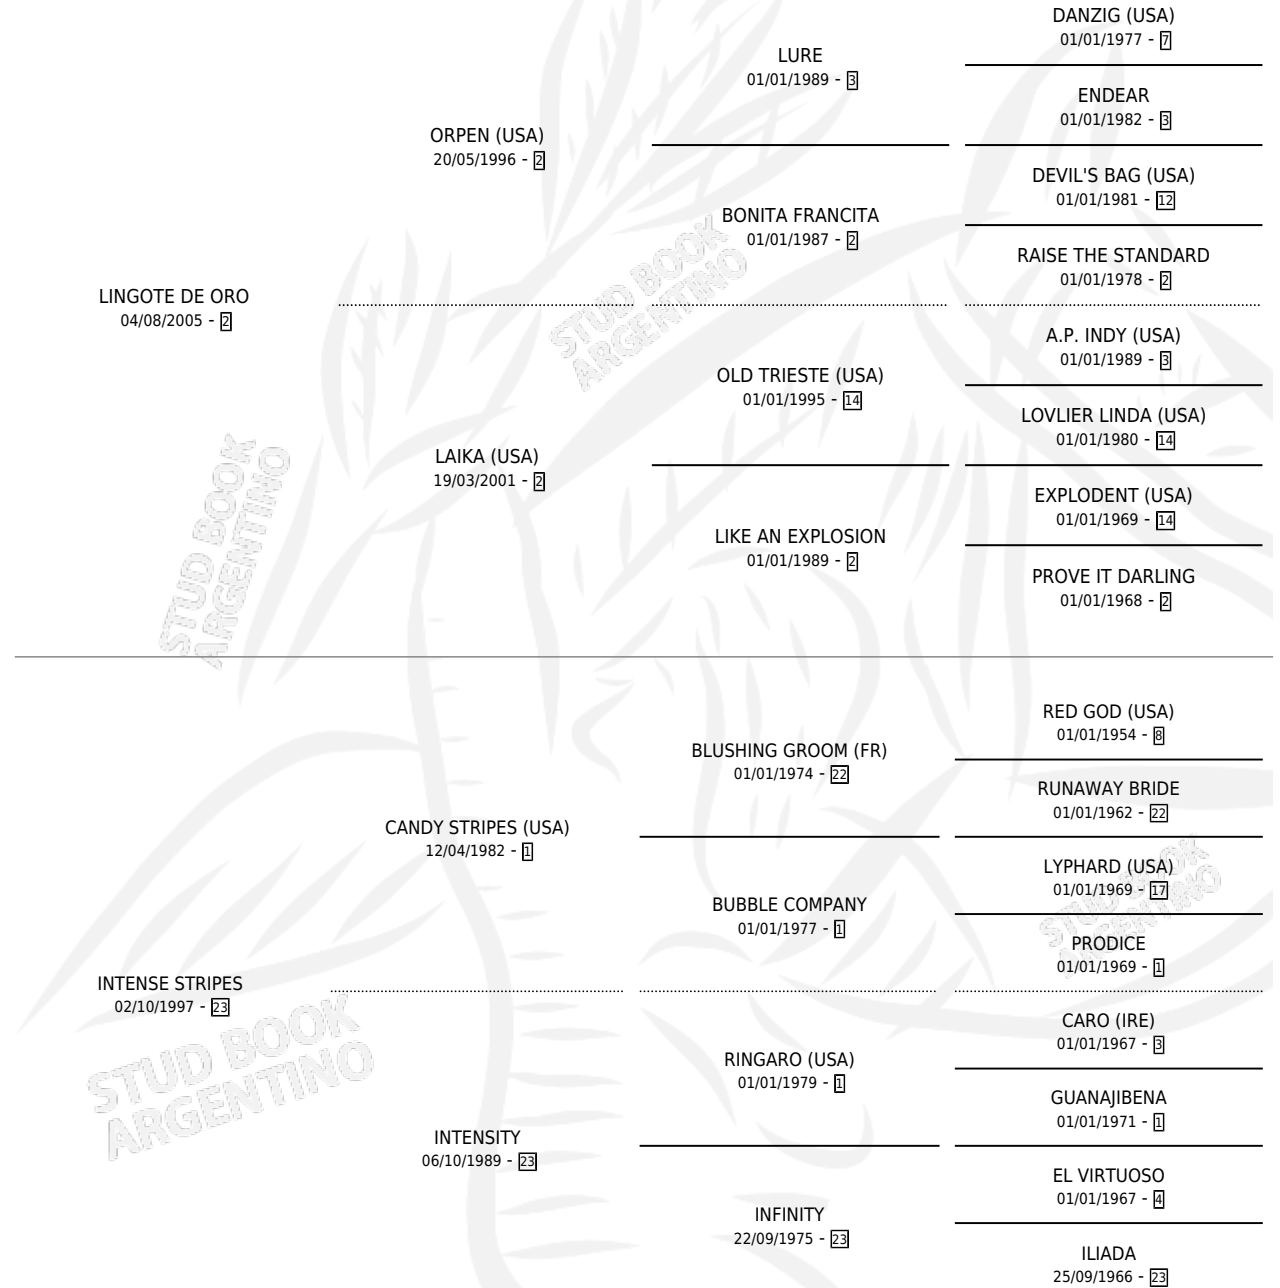 DANZIG (USA)
01/01/1977 - 7
LURE
01/01/1989 - 3
ENDEAR
01/01/1982 - 3
ORPEN (USA)
20/05/1996 - 2
DEVIL'S BAG (USA)
01/01/1981 - 12
BONITA FRANCITA
01/01/1987 - 2
RAISE THE STANDARD
01/01/1978 - 2
LINGOTE DE ORO
04/08/2005 - 2
A.P. INDY (USA)
01/01/1989 - 3
OLD TRIESTE (USA)
01/01/1995 - 14
LOVLIER LINDA (USA)
01/01/1980 - 14
LAIKA (USA)
19/03/2001 - 2
EXPLODENT (USA)
01/01/1969 - 14
LIKE AN EXPLOSION
01/01/1989 - 2
PROVE IT DARLING
01/01/1968 - 2
STUD BOOK
ARGENTINO
STUD BOOK
ARGENTINO
RED GOD (USA)
01/01/1954 - 8
BLUSHING GROOM (FR)
01/01/1974 - 22
RUNAWAY BRIDE
01/01/1962 - 22
CANDY STRIPES (USA)
12/04/1982 - 1
LYPHARD (USA)
01/01/1969 - 17
BUBBLE COMPANY
01/01/1977 - 1
PRODICE
01/01/1969 - 1
INTENSE STRIPES
02/10/1997 - 23
CARO (IRE)
01/01/1967 - 3
RINGARO (USA)
01/01/1979 - 1
GUANAJIBENA
01/01/1971 - 1
INTENSITY
06/10/1989 - 23
EL VIRTUOSO
01/01/1967 - 4
INFINITY
22/09/1975 - 23
ILIADA
25/09/1966 - 23
STUD BOOK
ARGENTINO
STUD BOOK
ARGENTINO